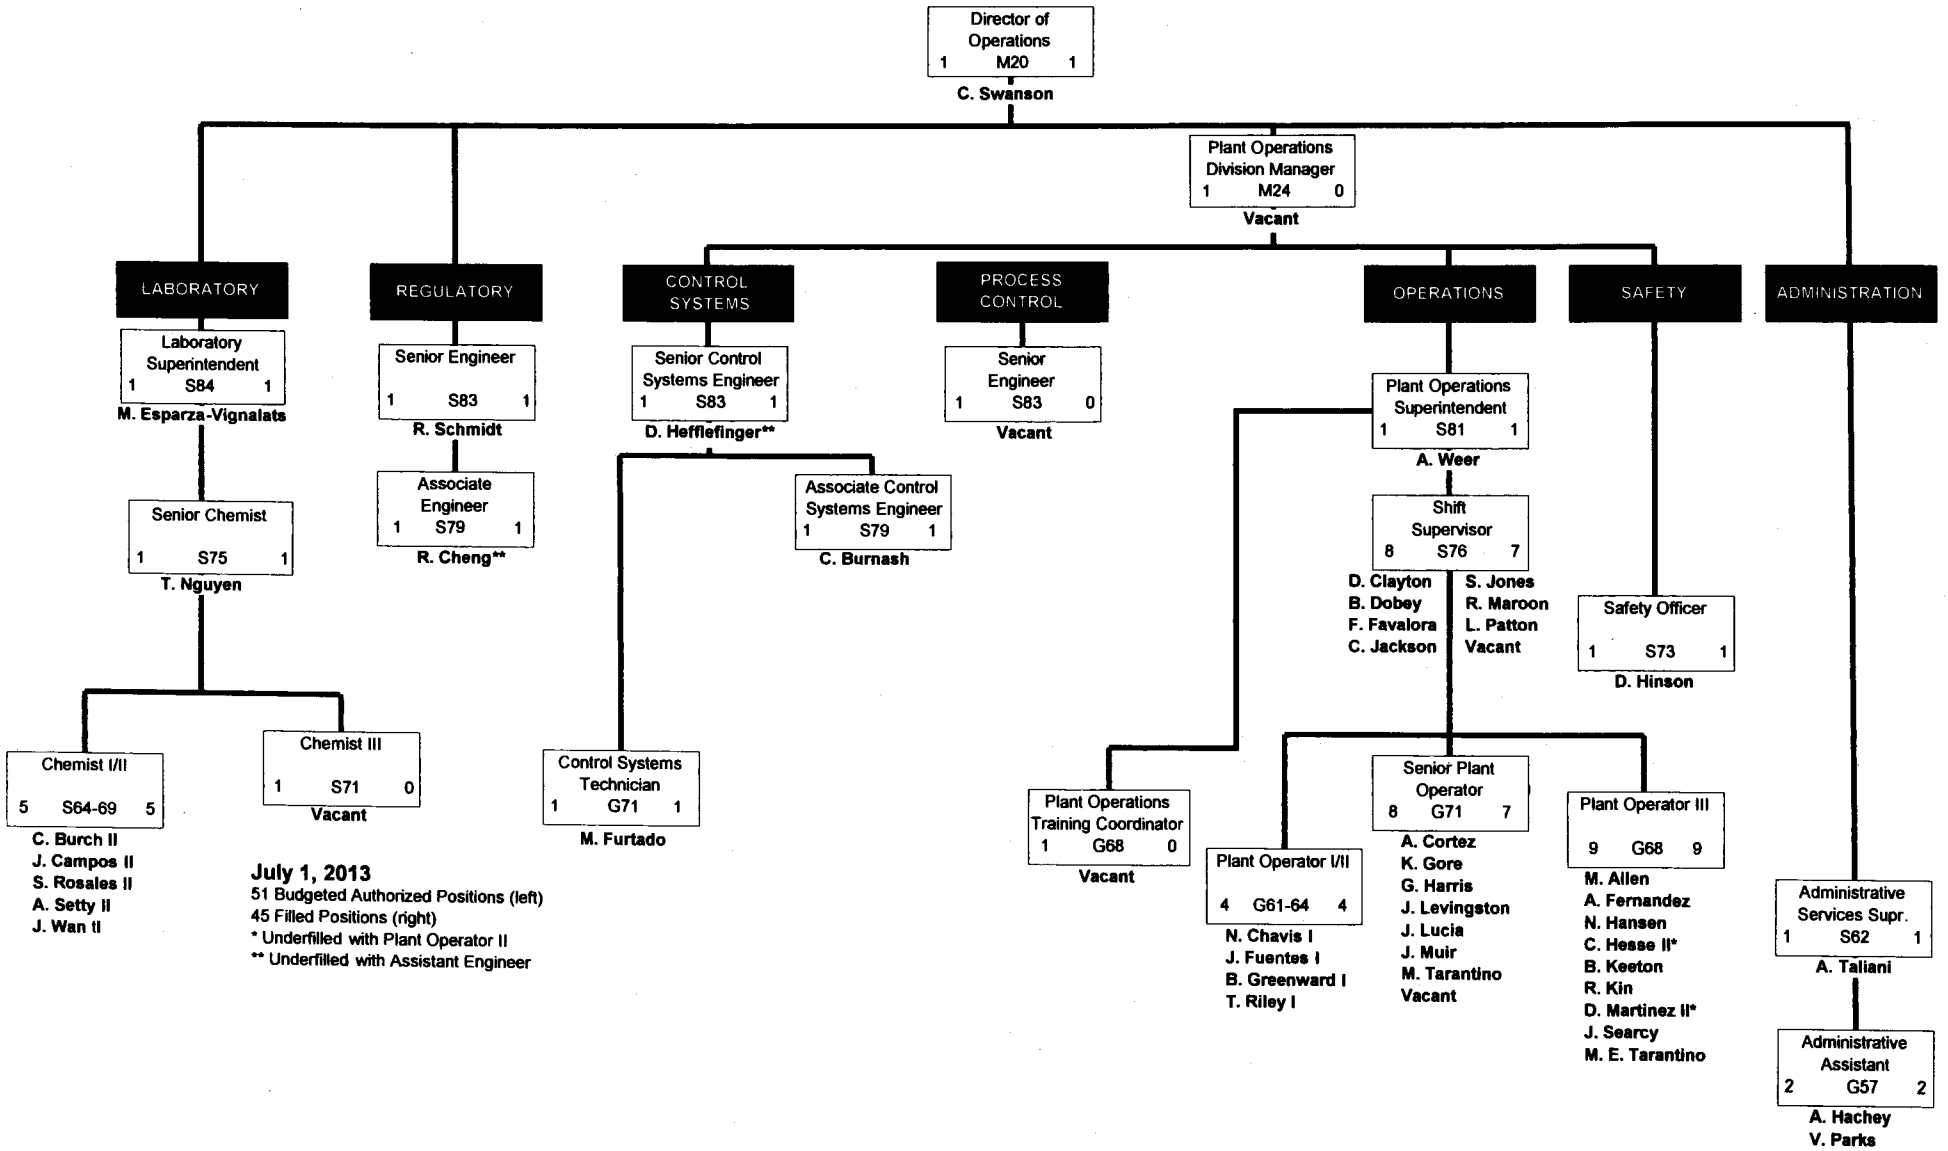 Director of
Operations
1 M20 1
C. Swanson
Plant Operations
Division Manager
1 M24 0
Vacant
LABORATORY
Laboratory
Superintendent
1 S84 1
M. Esparza-Vignalats
Senior Chemist
1 S75 1
T. Nguyen
Chemist I/II
5 S64-69 5
C. Burch II
J. Campos II
S. Rosales II
A. Setty II
J. Wan II
Chemist III
1 S71 0
Vacant
July 1, 2013
51 Budgeted Authorized Positions (left)
45 Filled Positions (right)
* Underfilled with Plant Operator II
** Underfilled with Assistant Engineer
REGULATORY
Senior Engineer
1 S83 1
R. Schmidt
Associate
Engineer
1 S79 1
R. Cheng**
CONTROL
SYSTEMS
Senior Control
Systems Engineer
1 S83 1
D. Hefflefinger**
Associate Control
Systems Engineer
1 S79 1
C. Burnash
Control Systems
Technician
1 G71 1
M. Furtado
PROCESS
CONTROL
Senior
Engineer
1 S83 0
Vacant
OPERATIONS
Plant Operations
Superintendent
1 S81 1
A. Weer
Shift
Supervisor
8 S76 7
D. Clayton S. Jones
B. Dobey R. Maroon
F. Favalora L. Patton
C. Jackson Vacant
Plant Operations
Training Coordinator
1 G68 0
Vacant
Plant Operator I/II
4 G61-64 4
N. Chavis I
J. Fuentes I
B. Greenward I
T. Riley I
Senior Plant
Operator
8 G71 7
A. Cortez
K. Gore
G. Harris
J. Levingston
J. Lucia
J. Muir
M. Tarantino
Vacant
Plant Operator III
9 G68 9
M. Allen
A. Fernandez
N. Hansen
C. Hesse II*
B. Keeton
R. Kin
D. Martinez II*
J. Searcy
M. E. Tarantino
SAFETY
Safety Officer
1 S73 1
D. Hinson
ADMINISTRATION
Administrative
Services Supr.
1 S62 1
A. Taliani
Administrative
Assistant
2 G57 2
A. Hachey
V. Parks